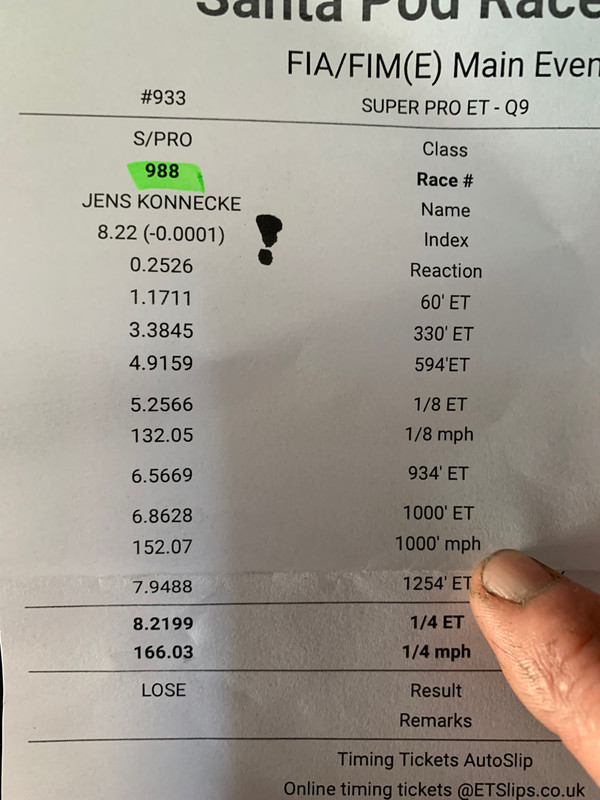 Santa Pod Race
FIA/FIM(E) Main Even
#933 SUPER PRO ET - Q9
S/PRO Class
988 Race #
JENS KONNECKE Name
8.22 (-0.0001) ! Index
0.2526 Reaction
1.1711 60' ET
3.3845 330' ET
4.9159 594'ET
5.2566 1/8 ET
132.05 1/8 mph
6.5669 934' ET
6.8628 1000' ET
152.07 1000' mph
7.9488 1254' ET
8.2199 1/4 ET
166.03 1/4 mph
LOSE Result
Remarks
Timing Tickets AutoSlip
Online timing tickets @ETSlips.co.uk